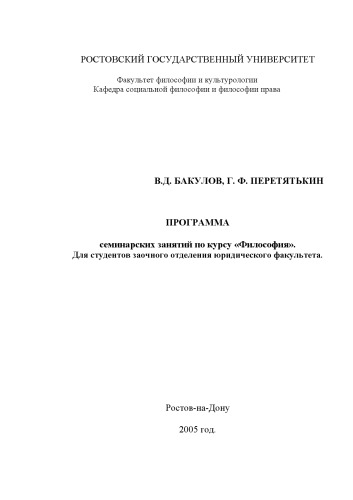 РОСТОВСКИЙ ГОСУДАРСТВЕННЫЙ УНИВЕРСИТЕТ
Факультет философии и культурологии
Кафедра социальной философии и философии права
В.Д. БАКУЛОВ, Г. Ф. ПЕРЕТЯТЬКИН
ПРОГРАММА
семинарских занятий по курсу «Философия».
Для студентов заочного отделения юридического факультета.
Ростов-на-Дону
2005 год.